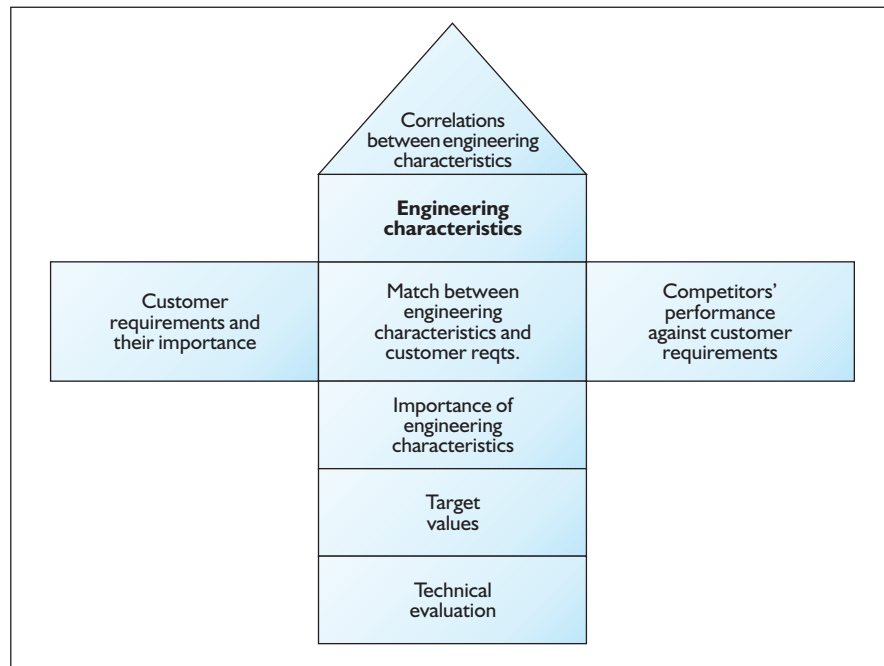 Correlations
between engineering
characteristics
Engineering
characteristics
Customer
requirements and
their importance
Match between
engineering
characteristics and
customer reqts.
Competitors’
performance
against customer
requirements
Importance of
engineering
characteristics
Target
values
Technical
evaluation